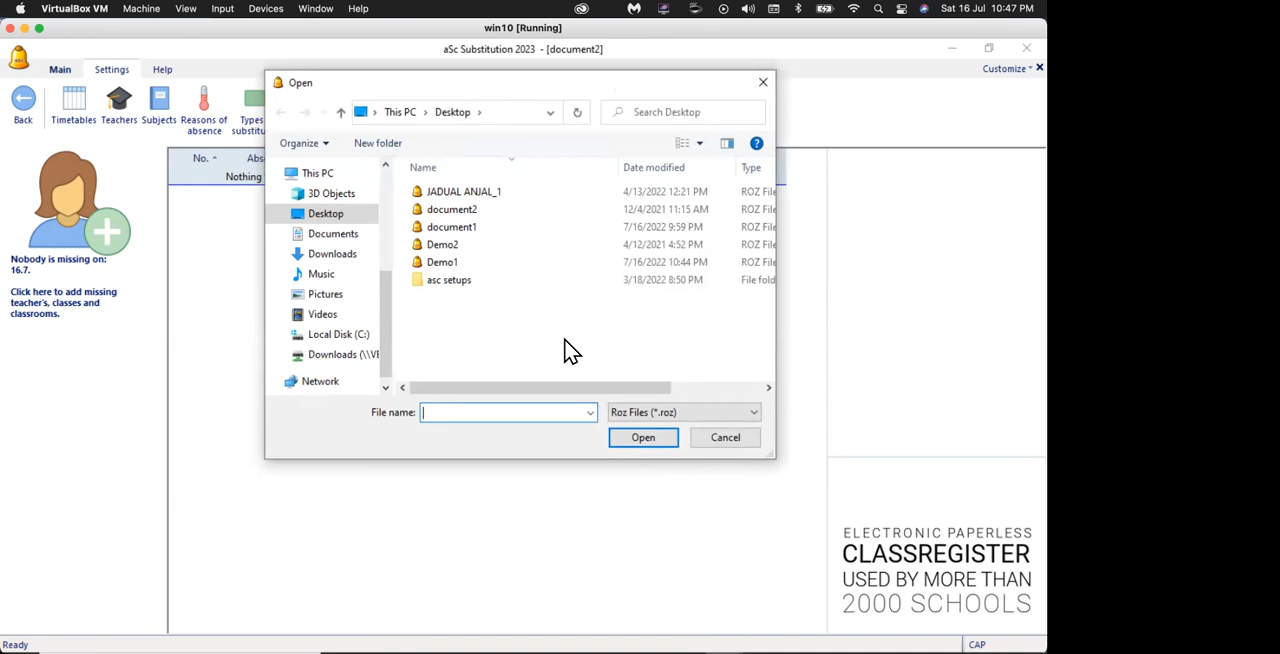 VirtualBox VM Machine View Input Devices Window Help Sat 16 Jul 10:47 PM
win10 [Running]
aSc Substitution 2023 - [document2]
Main Settings Help Customize
Back Timetables Teachers Subjects Reasons of absence Types substitu
Open
This PC Desktop Search Desktop
Organize New folder
Name Date modified Type
No. Abs
Nothing
This PC
3D Objects
Desktop
Documents
Downloads
Music
Pictures
Videos
Local Disk (C:)
Downloads (\\VE
Network
JADUAL ANJAL_1 4/13/2022 12:21 PM ROZ File
document2 12/4/2021 11:15 AM ROZ File
document1 7/16/2022 9:59 PM ROZ File
Demo2 4/12/2021 4:52 PM ROZ File
Demo1 7/16/2022 10:44 PM ROZ File
asc setups 3/18/2022 8:50 PM File fold
File name: Roz Files (*.roz)
Open Cancel
Nobody is missing on:
16.7.
Click here to add missing
teacher's, classes and
classrooms.
ELECTRONIC PAPERLESS
CLASSREGISTER
USED BY MORE THAN
2000 SCHOOLS
Ready CAP